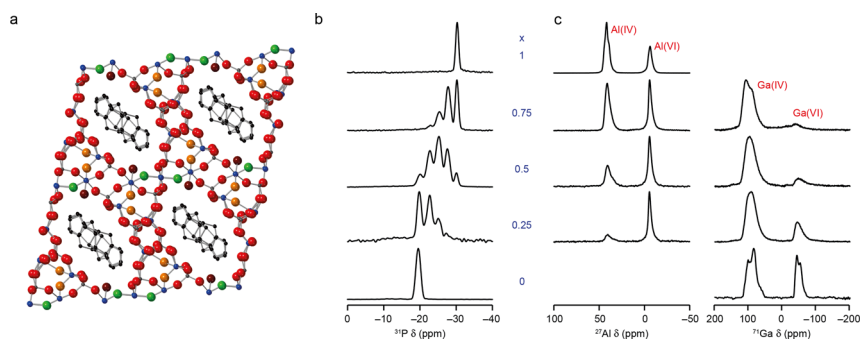 a
b
x
c
1
0.75
0.5
0.25
0
Al(IV)
Al(VI)
Ga(IV)
Ga(VI)
0 −10 −20 −30 −40
³¹P δ (ppm)
100 50 0 −50
²⁷Al δ (ppm)
200 100 0 −100 −200
⁷¹Ga δ (ppm)